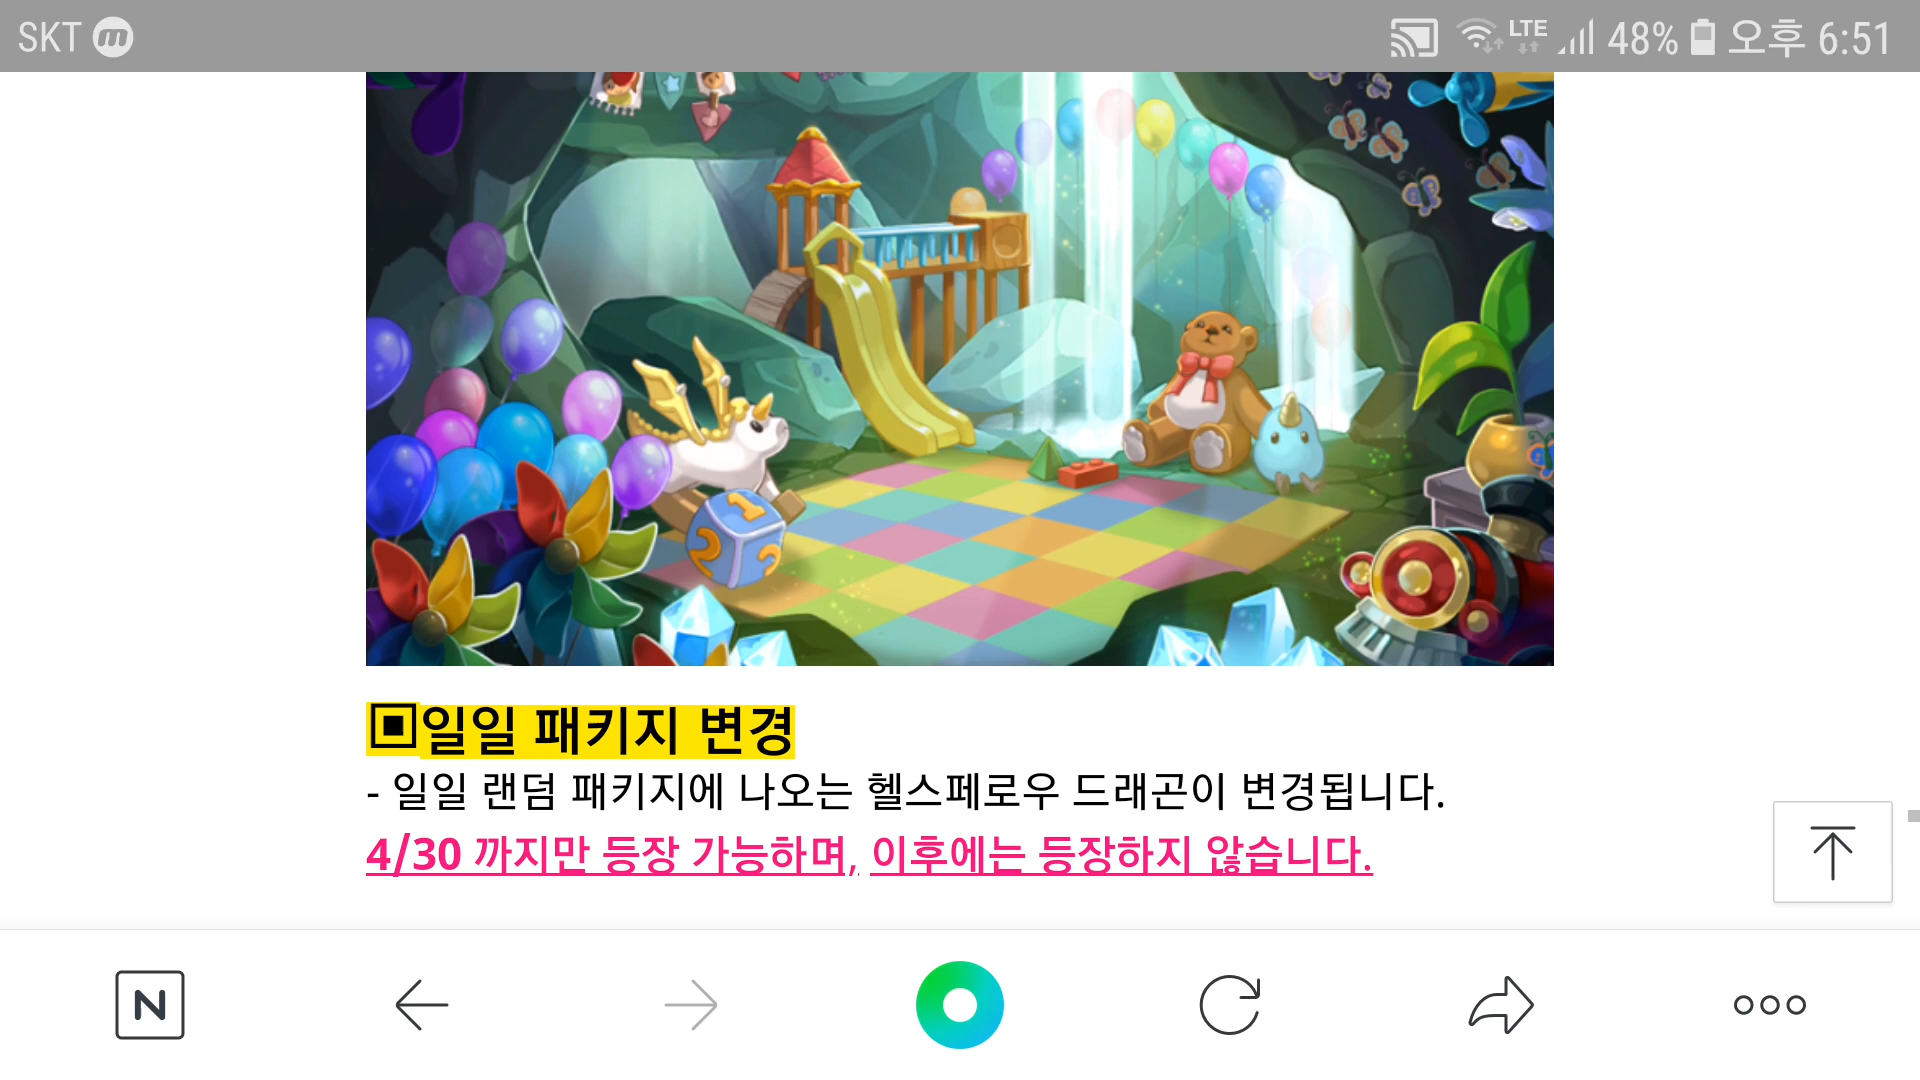 SKT
LTE 48% 오후 6:51
1
2
▣일일 패키지 변경
- 일일 랜덤 패키지에 나오는 헬스페로우 드래곤이 변경됩니다.
4/30 까지만 등장 가능하며, 이후에는 등장하지 않습니다.
N